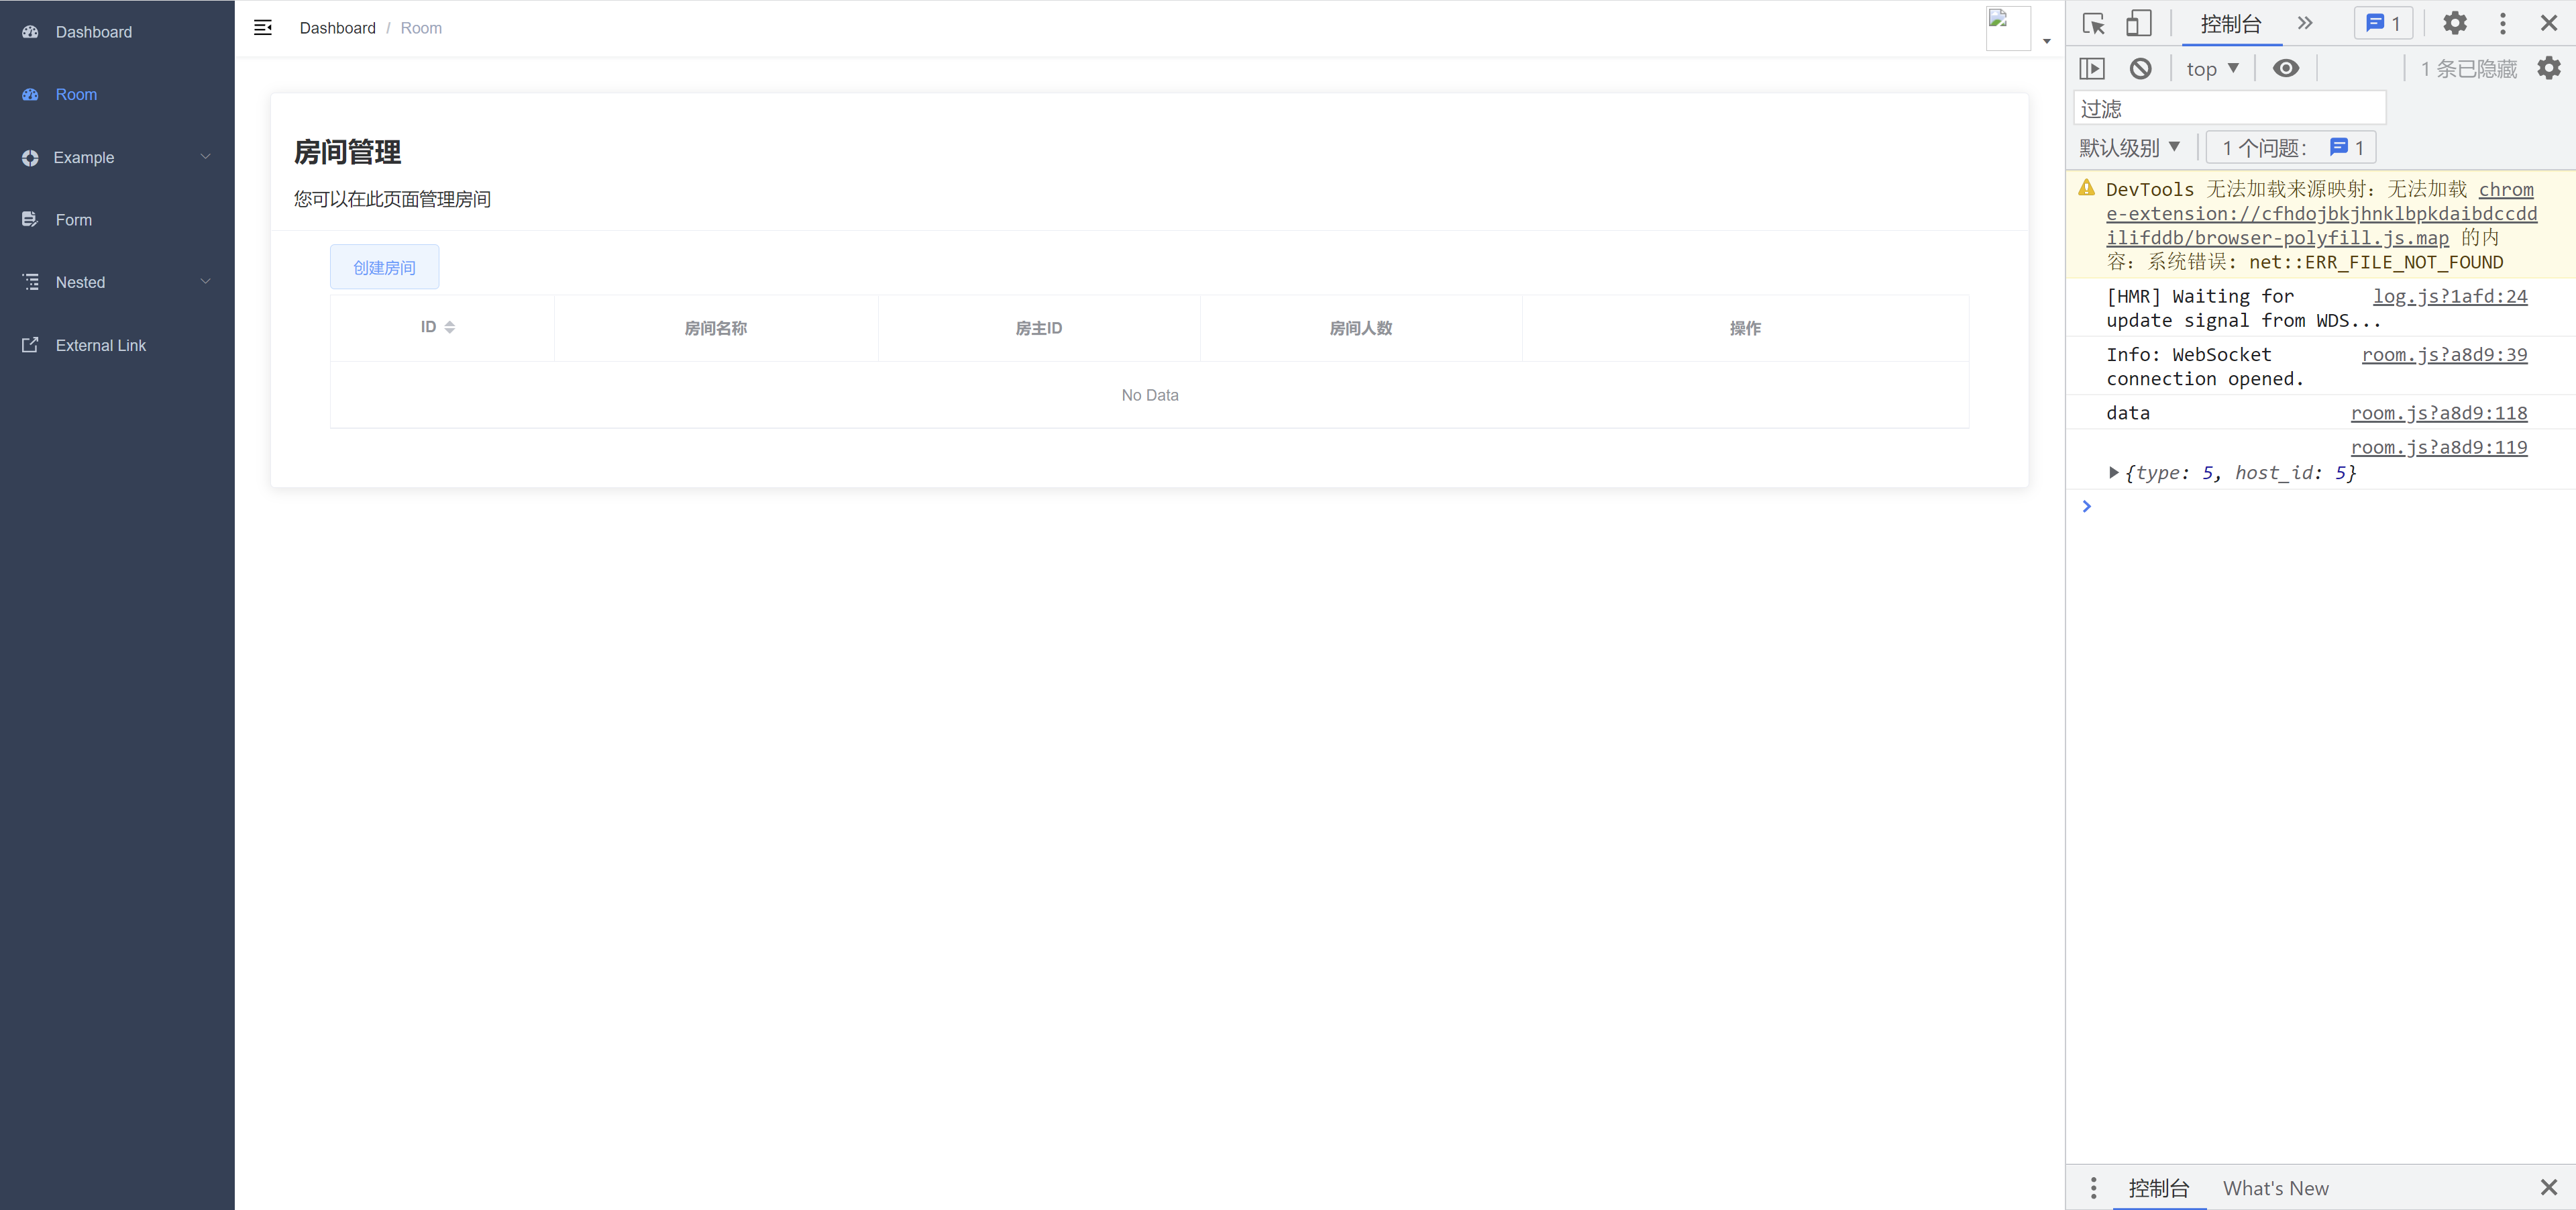 Dashboard
Room
Example
Form
Nested
External Link
Dashboard / Room
房间管理
您可以在此页面管理房间
创建房间
ID 房间名称 房主ID 房间人数 操作
No Data
控制台 1
top 1 条已隐藏
过滤
默认级别 1 个问题: 1
DevTools 无法加载来源映射: 无法加载 chrom
e-extension://cfhdojbkjhnklbpkdaibdccdd
ilifddb/browser-polyfill.js.map 的内
容: 系统错误: net::ERR_FILE_NOT_FOUND
[HMR] Waiting for log.js?1afd:24
update signal from WDS...
Info: WebSocket room.js?a8d9:39
connection opened.
data room.js?a8d9:118
room.js?a8d9:119
{type: 5, host_id: 5}
控制台 What's New